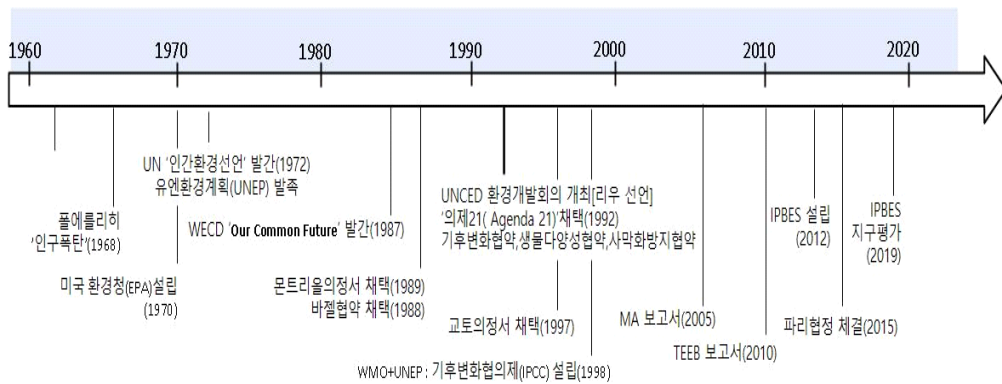 1960 1970 1980 1990 2000 2010 2020
UN '인간환경선언' 발간(1972)
유엔환경계획(UNEP) 발족
폴에를리히
'인구폭탄'(1968)
미국 환경청(EPA)설립
(1970)
WECD 'Our Common Future' 발간(1987)
몬트리올의정서 채택(1989)
바젤협약 채택(1988)
UNCED 환경개발회의 개최[리우 선언]
'의제21( Agenda 21)'채택(1992)
기후변화협약,생물다양성협약,사막화방지협약
교토의정서 채택(1997)
WMO+UNEP : 기후변화협의제(IPCC) 설립(1998)
MA 보고서(2005)
TEEB 보고서(2010)
IPBES 설립
(2012)
파리협정 체결(2015)
IPBES
지구평가
(2019)